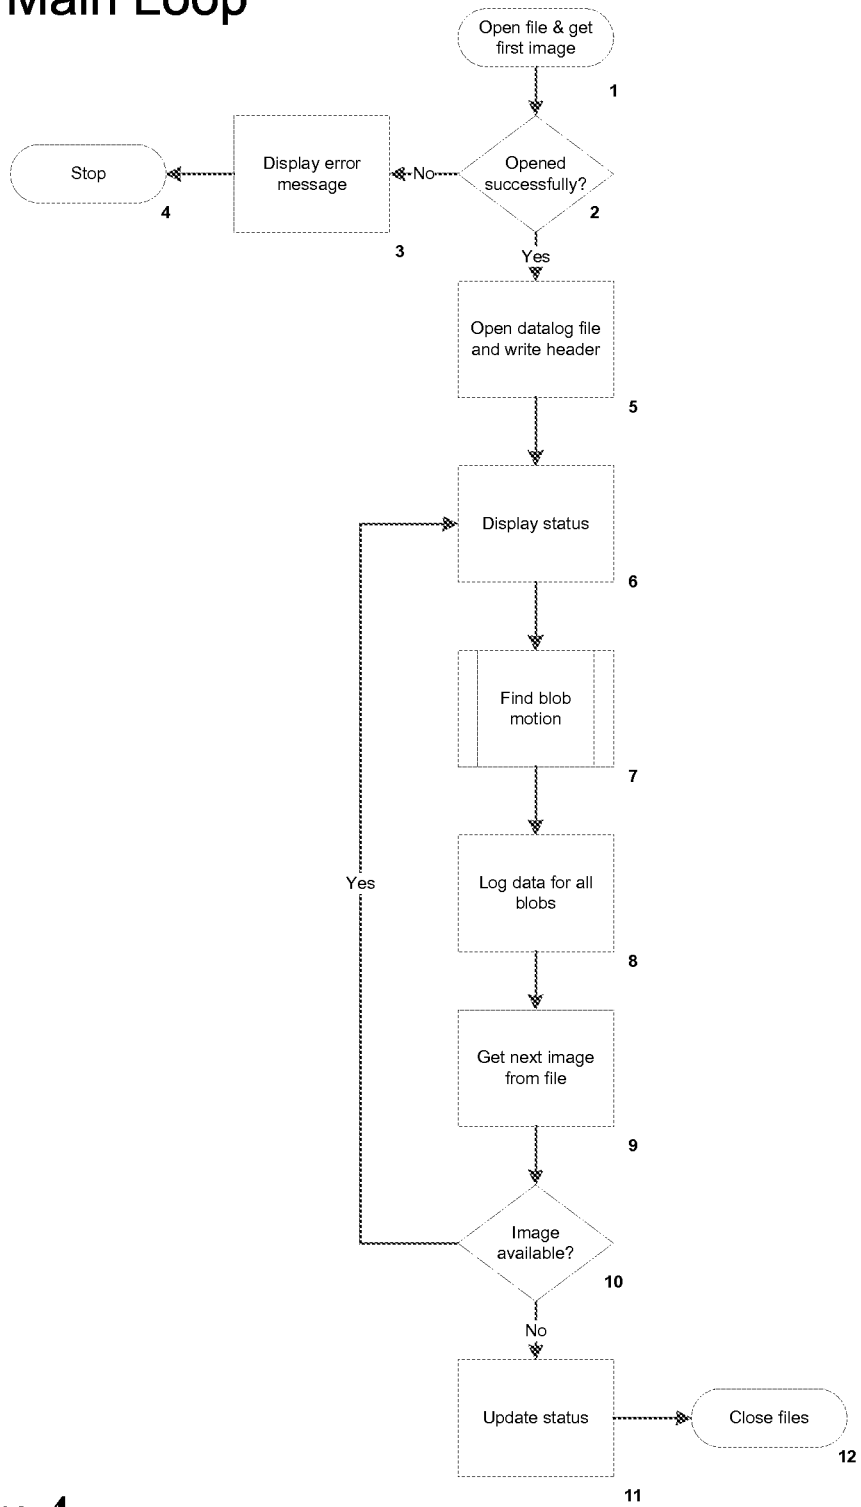 Main Loop
Open file & get
first image
1
Opened
successfully?
2
No
Display error
message
3
Stop
4
Yes
Open datalog file
and write header
5
Display status
6
Find blob
motion
7
Log data for all
blobs
8
Get next image
from file
9
Image
available?
10
Yes
No
Update status
11
Close files
12
4